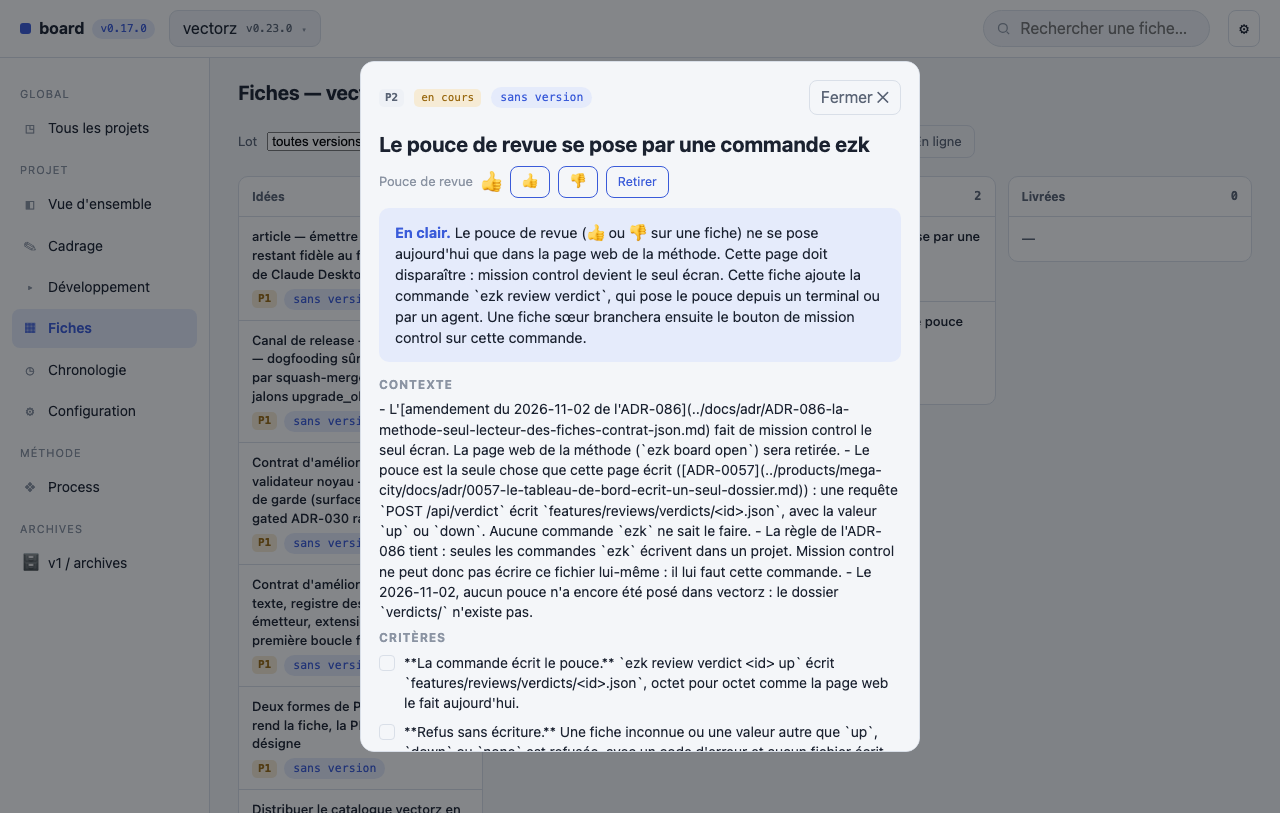 board v0.17.0 vectorz v0.23.0 Rechercher une fiche...
GLOBAL
Tous les projets
PROJET
Vue d'ensemble
Cadrage
Développement
Fiches
Chronologie
Configuration
MÉTHODE
Process
ARCHIVES
v1 / archives
Fiches — vec
Lot toutes versions
n ligne
Idées
article — émettre
restant fidèle au f
de Claude Deskto
P1 sans versi
Canal de release
— dogfooding sûr
par squash-merge
jalons upgrade_ol
P1 sans versi
Contrat d'amélior
validateur noyau
de garde (surface
gated ADR-030 ra
P1 sans versi
Contrat d'amélior
texte, registre des
émetteur, extensi
première boucle f
P1 sans versi
Deux formes de P
rend la fiche, la Pl
désigne
P1 sans version
Distribuer le catalogue vectorz en
2
se par une
pouce
Livrées 0
—
P2 en cours sans version Fermer ✕
Le pouce de revue se pose par une commande ezk
Pouce de revue 👍 👍 👎 Retirer
En clair. Le pouce de revue (👍 ou 👎 sur une fiche) ne se pose
aujourd'hui que dans la page web de la méthode. Cette page doit
disparaître : mission control devient le seul écran. Cette fiche ajoute la
commande `ezk review verdict`, qui pose le pouce depuis un terminal ou
par un agent. Une fiche sœur branchera ensuite le bouton de mission
control sur cette commande.
CONTEXTE
- L'[amendement du 2026-11-02 de l'ADR-086](../docs/adr/ADR-086-la-
methode-seul-lecteur-des-fiches-contrat-json.md) fait de mission control le
seul écran. La page web de la méthode (`ezk board open`) sera retirée. - Le
pouce est la seule chose que cette page écrit ([ADR-0057](../products/mega-
city/docs/adr/0057-le-tableau-de-bord-ecrit-un-seul-dossier.md)) : une requête
`POST /api/verdict` écrit `features/reviews/verdicts/<id>.json`, avec la valeur
`up` ou `down`. Aucune commande `ezk` ne sait le faire. - La règle de l'ADR-
086 tient : seules les commandes `ezk` écrivent dans un projet. Mission control
ne peut donc pas écrire ce fichier lui-même : il lui faut cette commande. - Le
2026-11-02, aucun pouce n'a encore été posé dans vectorz : le dossier
`verdicts/` n'existe pas.
CRITÈRES
**La commande écrit le pouce.** `ezk review verdict <id> up` écrit
`features/reviews/verdicts/<id>.json`, octet pour octet comme la page web
le fait aujourd'hui.
**Refus sans écriture.** Une fiche inconnue ou une valeur autre que `up`,
`down` ou `none` est refusée, avec un code d'erreur et aucun fichier écrit